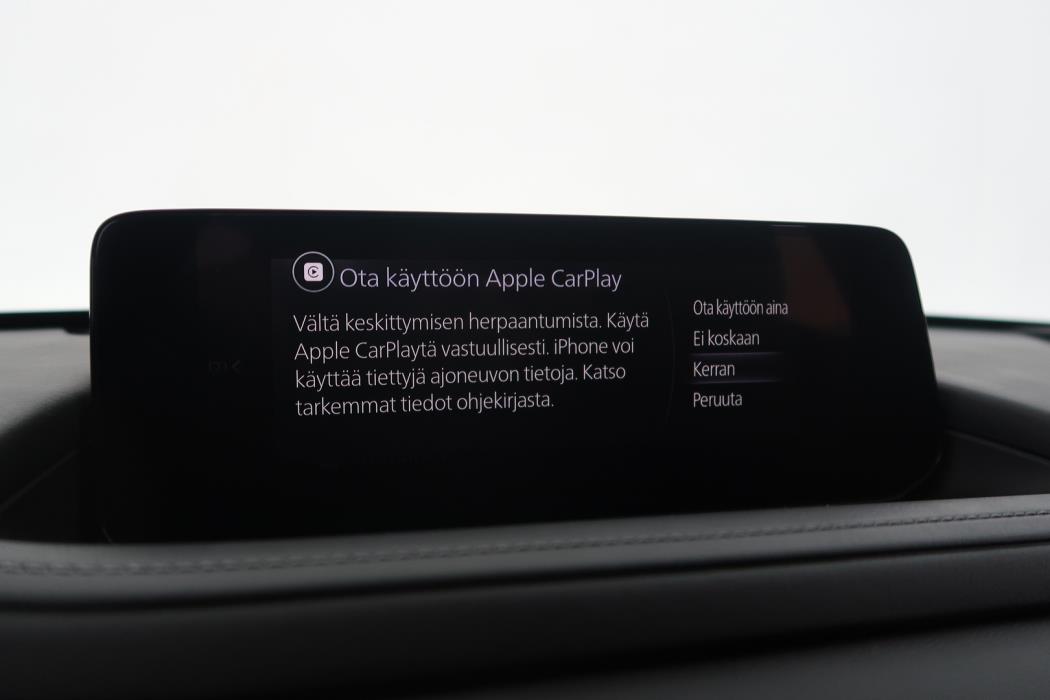 Ota käyttöön Apple CarPlay
Vältä keskittymisen herpaantumista. Käytä
Apple CarPlaytä vastuullisesti. iPhone voi
käyttää tiettyjä ajoneuvon tietoja. Katso
tarkemmat tiedot ohjekirjasta.
Ota käyttöön aina
Ei koskaan
Kerran
Peruuta